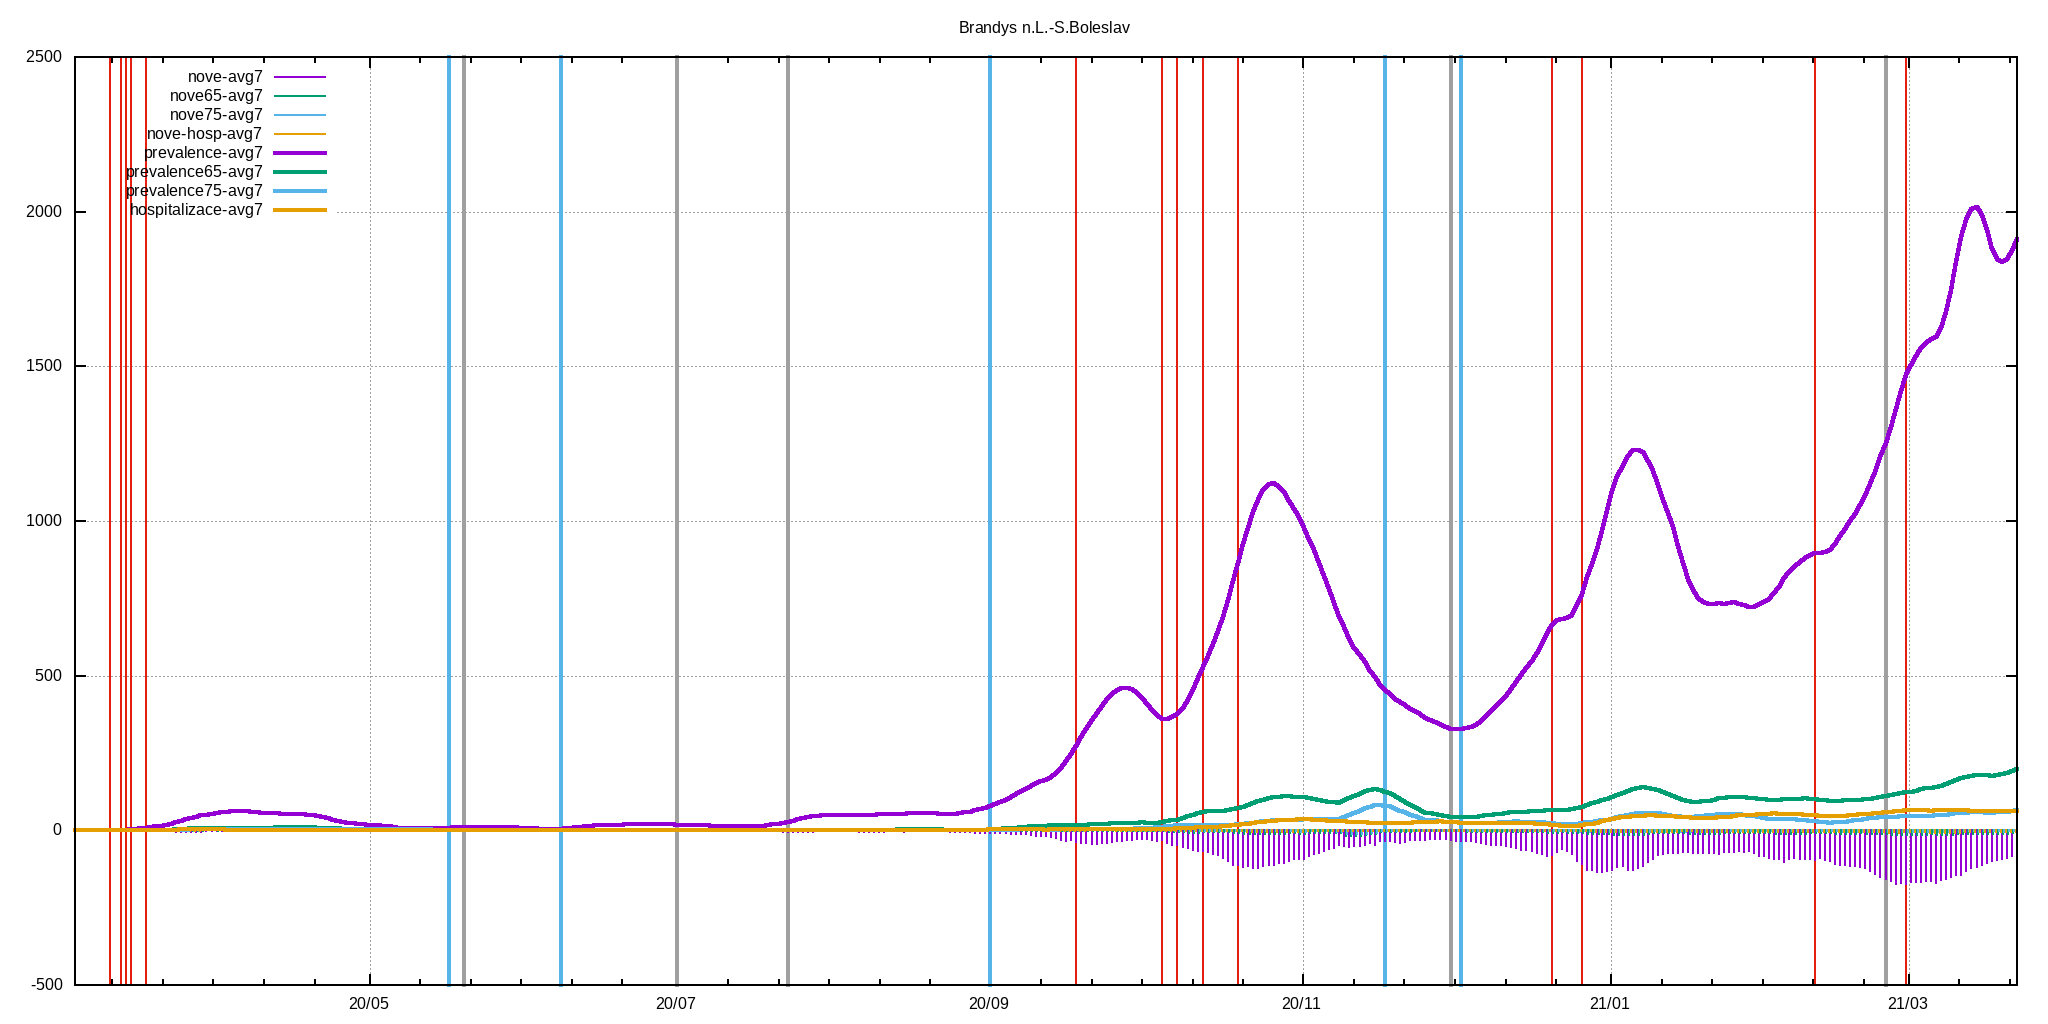 Brandys n.L.-S.Boleslav
2500
2000
1500
1000
500
0
-500
nove-avg7
nove65-avg7
nove75-avg7
nove-hosp-avg7
prevalence-avg7
prevalence65-avg7
prevalence75-avg7
hospitalizace-avg7
20/05
20/07
20/09
20/11
21/01
21/03